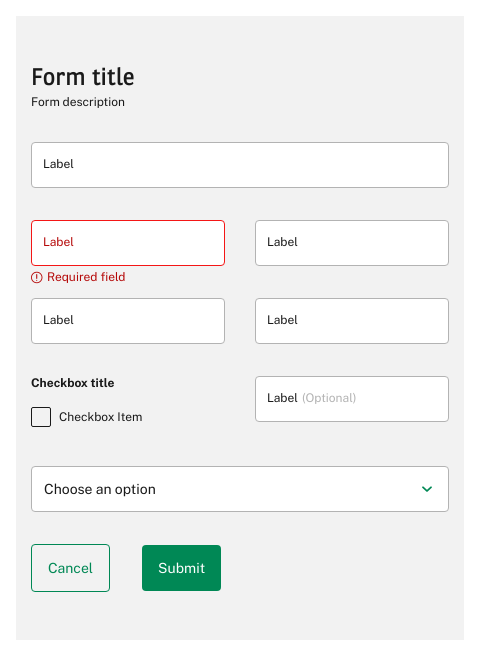 Form title
Form description
Label
Label
Label
Required field
Label
Label
Checkbox title
Checkbox Item
Label (Optional)
Choose an option
Cancel
Submit